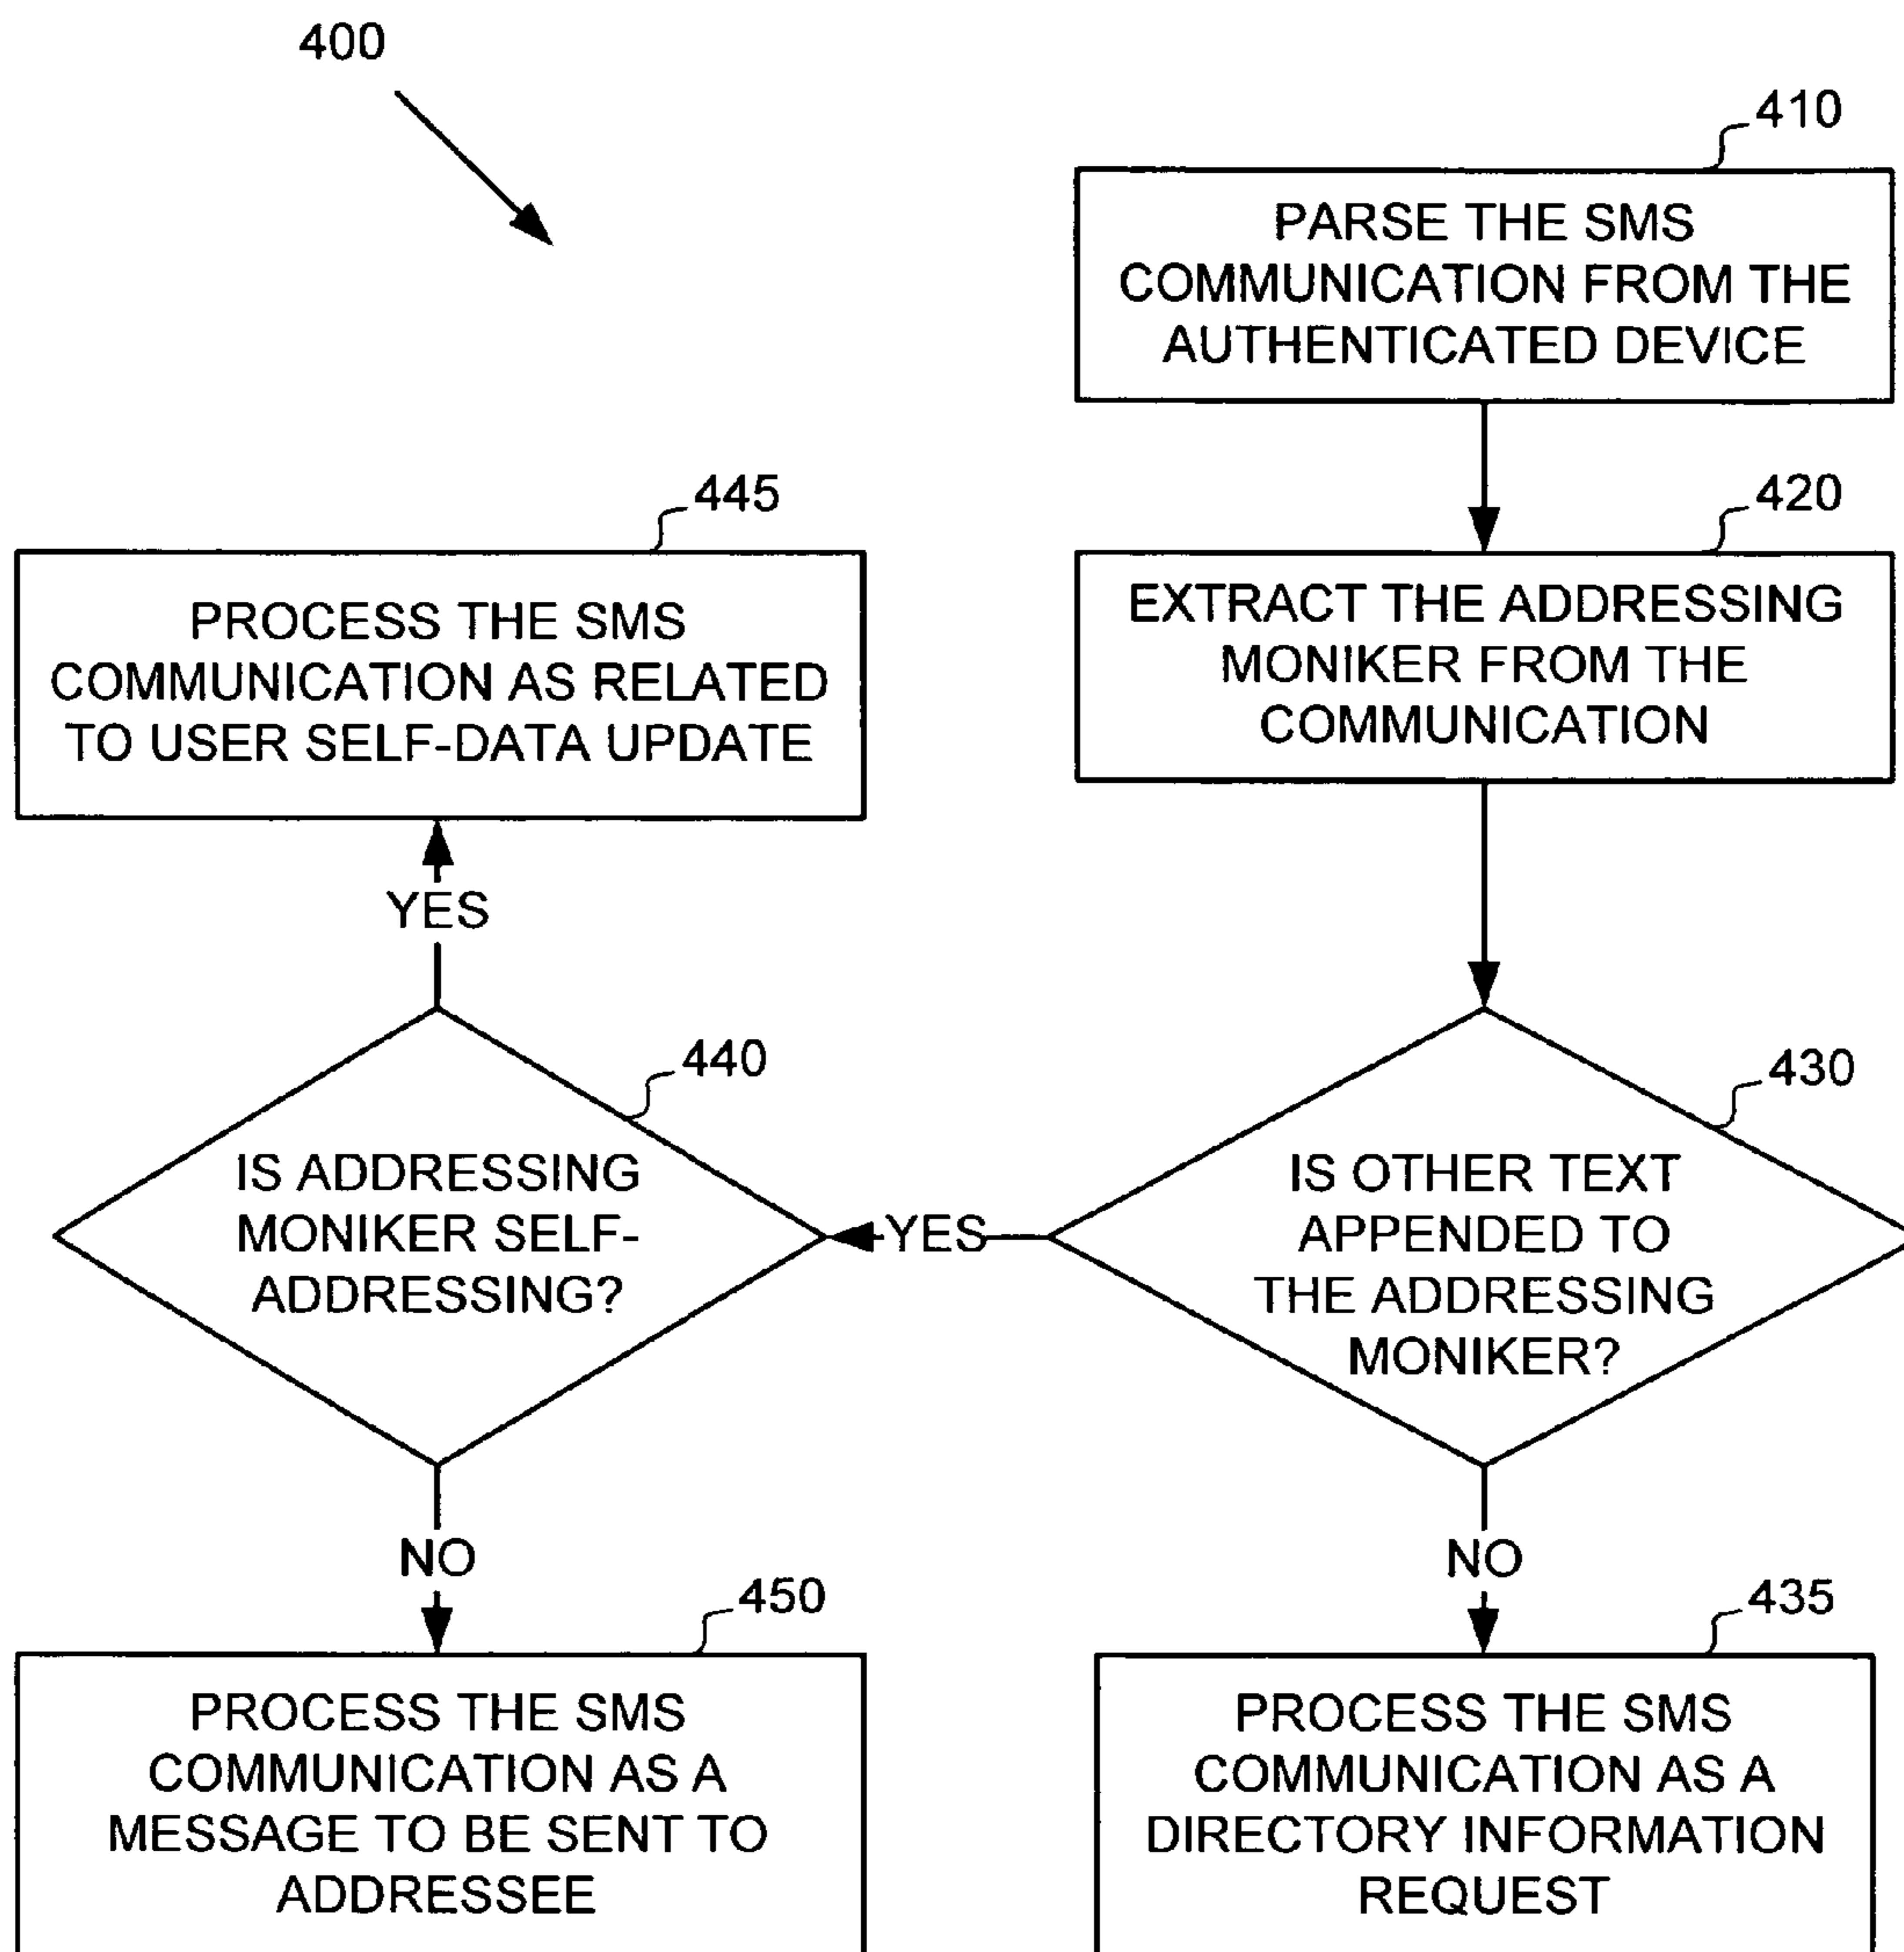 400
410
PARSE THE SMS
COMMUNICATION FROM THE
AUTHENTICATED DEVICE
420
EXTRACT THE ADDRESSING
MONIKER FROM THE
COMMUNICATION
445
PROCESS THE SMS
COMMUNICATION AS RELATED
TO USER SELF-DATA UPDATE
YES
440
IS ADDRESSING
MONIKER SELF-
ADDRESSING?
YES
430
IS OTHER TEXT
APPENDED TO
THE ADDRESSING
MONIKER?
NO
450
PROCESS THE SMS
COMMUNICATION AS A
MESSAGE TO BE SENT TO
ADDRESSEE
NO
435
PROCESS THE SMS
COMMUNICATION AS A
DIRECTORY INFORMATION
REQUEST